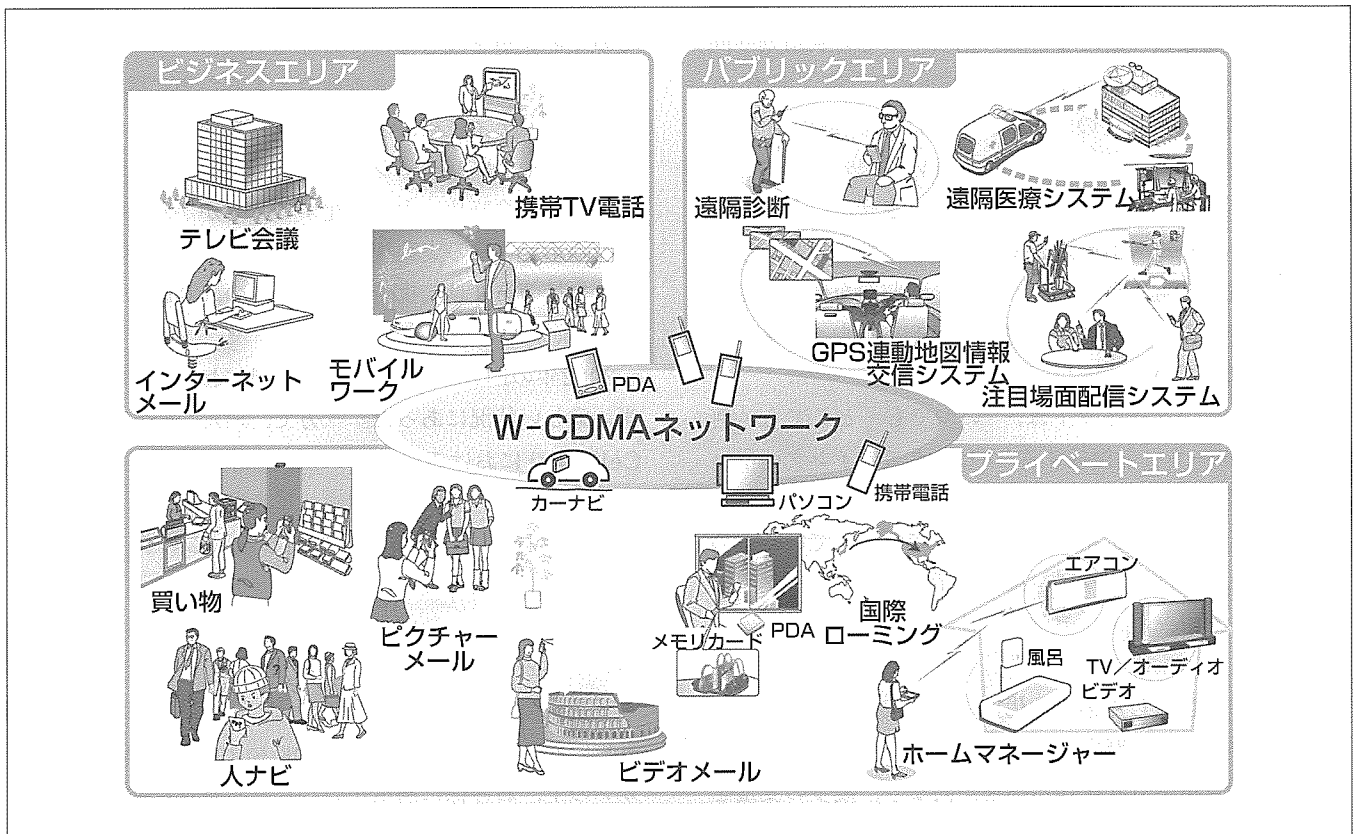 ビジネスエリア
テレビ会議
携帯TV電話
インターネット
メール
モバイル
ワーク
パブリックエリア
遠隔診断
遠隔医療システム
GPS連動地図情報
交信システム
注目場面配信システム
PDA
W-CDMAネットワーク
カーナビ
パソコン
携帯電話
プライベートエリア
買い物
ピクチャー
メール
メモリカード
PDA
国際
ローミング
エアコン
風呂
TV/オーディオ
ビデオ
人ナビ
ビデオメール
ホームマネージャー